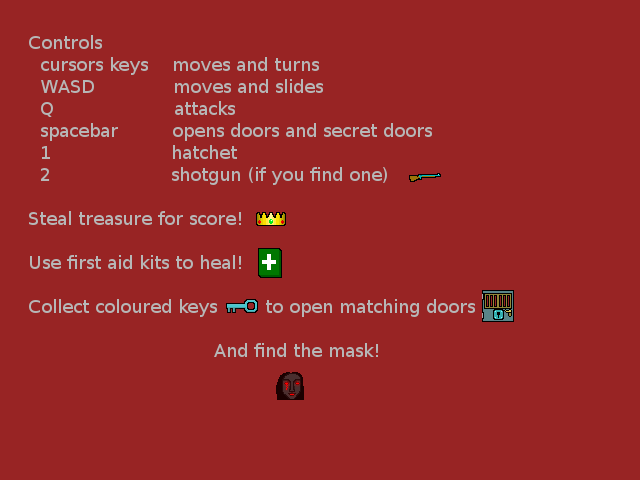 Controls
cursors keys moves and turns
WASD moves and slides
Q attacks
spacebar opens doors and secret doors
1 hatchet
2 shotgun (if you find one)
Steal treasure for score!
Use first aid kits to heal!
Collect coloured keys to open matching doors
And find the mask!